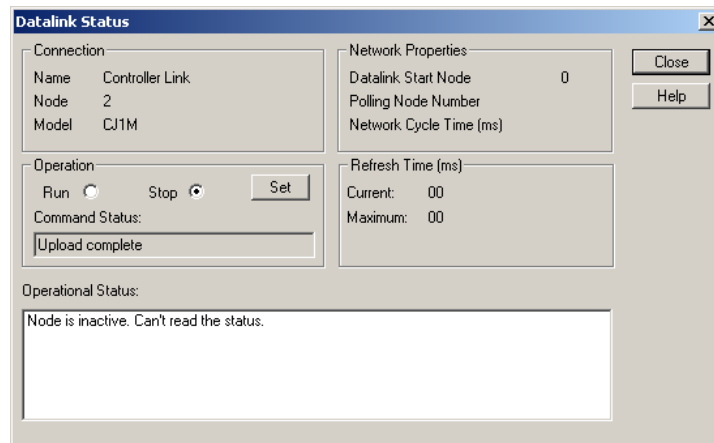 Datalink Status
Connection
Name Controller Link
Node 2
Model CJ1M
Network Properties
Datalink Start Node 0
Polling Node Number
Network Cycle Time (ms)
Close
Help
Operation
Run Stop Set
Command Status:
Upload complete
Refresh Time (ms)
Current: 00
Maximum: 00
Operational Status:
Node is inactive. Can't read the status.